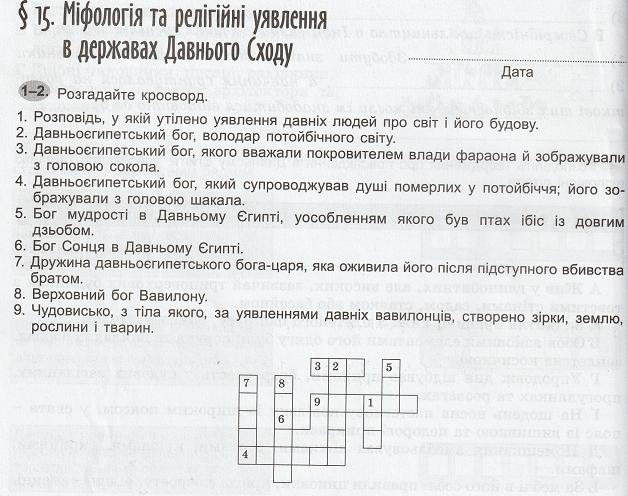 § 15. Міфологія та релігійні уявлення
в державах Давнього Сходу
Дата
1–2. Розгадайте кросворд.
1. Розповідь, у якій утілено уявлення давніх людей про світ і його будову.
2. Давньоєгипетський бог, володар потойбічного світу.
3. Давньоєгипетський бог, якого вважали покровителем влади фараона й зображували
з головою сокола.
4. Давньоєгипетський бог, який супроводжував душі померлих у потойбіччя; його зо-
бражували з головою шакала.
5. Бог мудрості в Давньому Єгипті, уособленням якого був птах ібіс із довгим
дзьобом.
6. Бог Сонця в Давньому Єгипті.
7. Дружина давньоєгипетського бога-царя, яка оживила його після підступного вбивства
братом.
8. Верховний бог Вавилону.
9. Чудовисько, з тіла якого, за уявленнями давніх вавилонців, створено зірки, землю,
рослини і тварин.
3 2 5
7 8
9 1
6
4